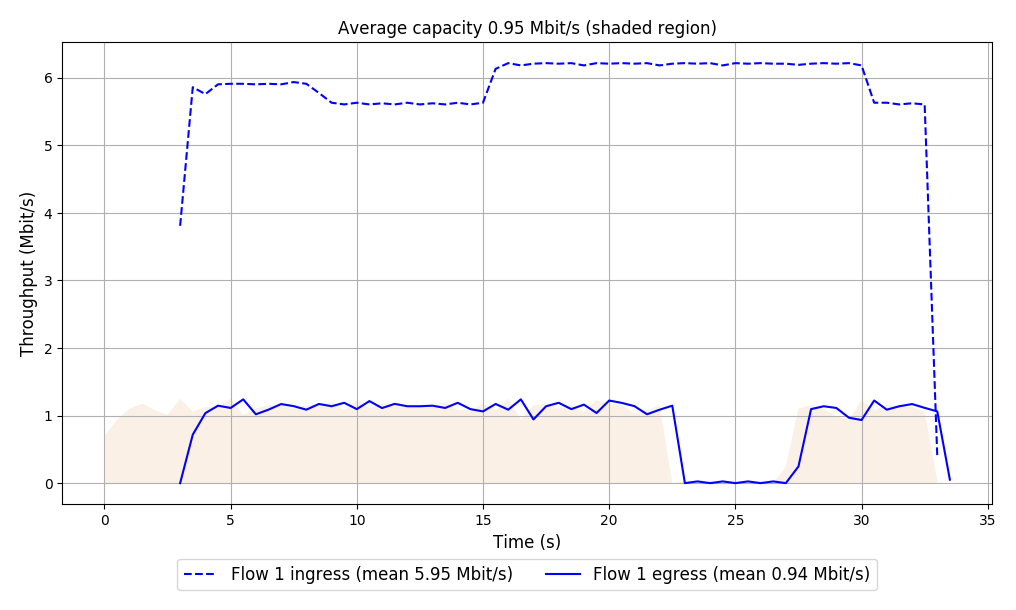 Average capacity 0.95 Mbit/s (shaded region)
Throughput (Mbit/s)
6
5
4
3
2
1
0
0 5 10 15 20 25 30 35
Time (s)
Flow 1 ingress (mean 5.95 Mbit/s) Flow 1 egress (mean 0.94 Mbit/s)